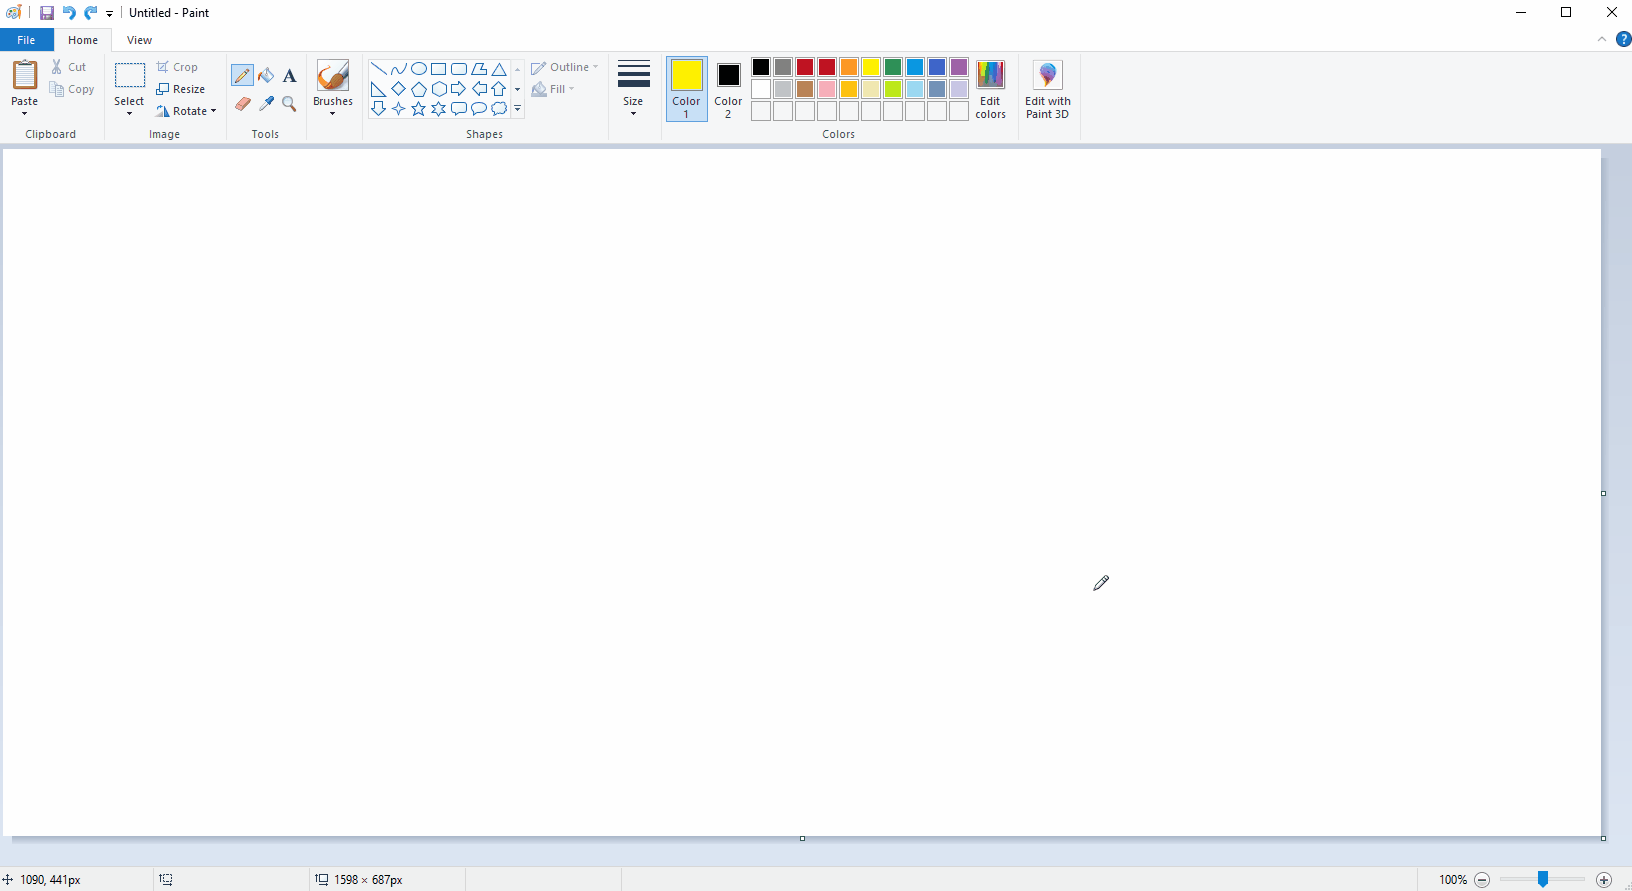 Untitled - Paint
File Home View
Paste
Cut
Copy
Clipboard
Select
Crop
Resize
Rotate
Image
A
Tools
Brushes
Shapes
Outline
Fill
Size
Color 1
Color 2
Colors
Edit colors
Edit with Paint 3D
?
1090, 441px
1598 × 687px
100%